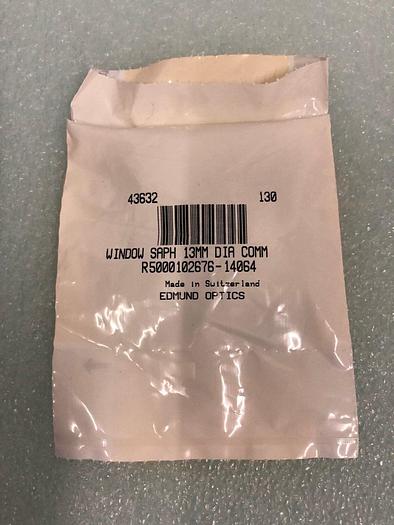 43632 130
WINDOW SAPH 13MM DIA COMM
R5000102676-14064
Made in Switzerland
EDMUND OPTICS